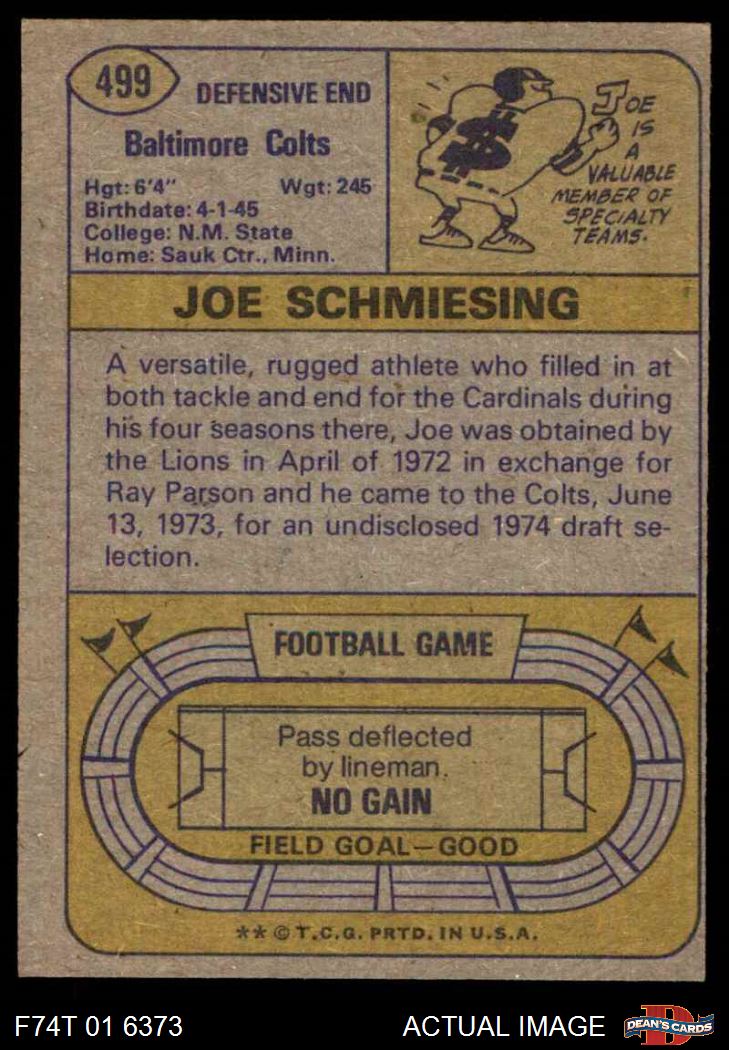 499
DEFENSIVE END
Baltimore Colts
Hgt: 6'4" Wgt: 245
Birthdate: 4-1-45
College: N.M. State
Home: Sauk Ctr., Minn.
JOE
IS
A
VALUABLE
MEMBER OF
SPECIALTY
TEAMS.
JOE SCHMIESING
A versatile, rugged athlete who filled in at
both tackle and end for the Cardinals during
his four seasons there, Joe was obtained by
the Lions in April of 1972 in exchange for
Ray Parson and he came to the Colts, June
13, 1973, for an undisclosed 1974 draft se-
lection.
FOOTBALL GAME
Pass deflected
by lineman.
NO GAIN
FIELD GOAL—GOOD
** © T.C.G. PRTD. IN U.S.A.
F74T 01 6373 ACTUAL IMAGE
DEAN'S CARDS